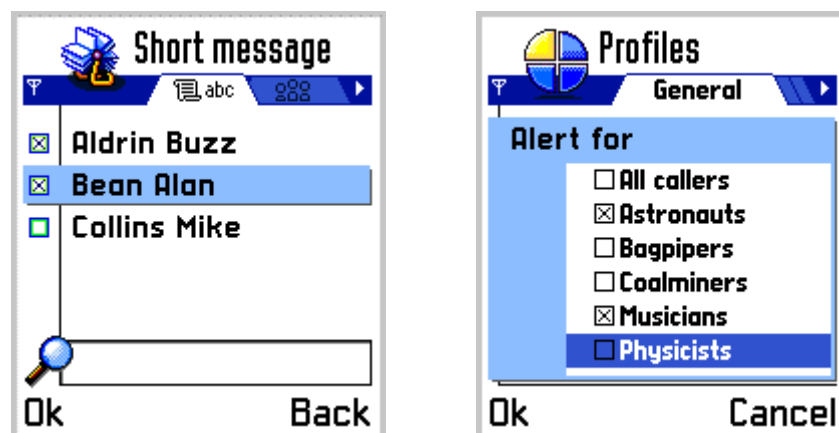 Short message
abc
Aldrin Buzz
Bean Alan
Collins Mike
Ok Back
Profiles
General
Alert for
All callers
Astronauts
Bagpipers
Coalminers
Musicians
Physicists
Ok Cancel